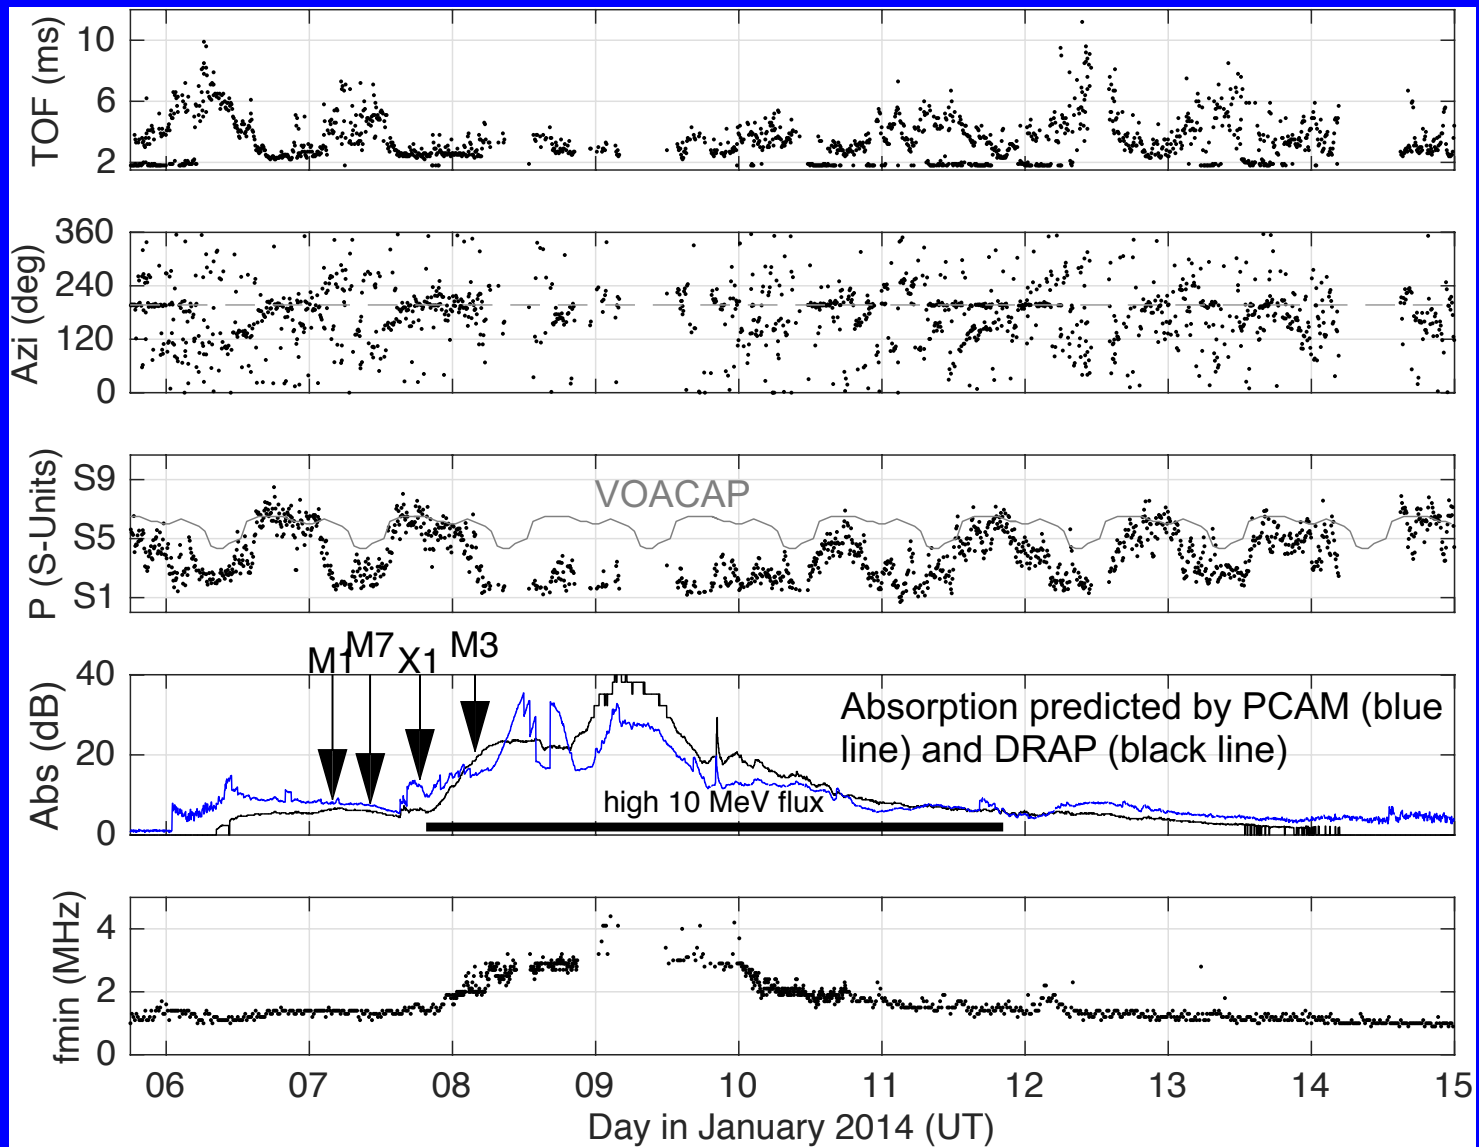 TOF (ms)
10
6
2
Azi (deg)
360
240
120
0
P (S-Units)
S9
S5
S1
VOACAP
Abs (dB)
40
20
0
M1
M7
X1
M3
Absorption predicted by PCAM (blue
line) and DRAP (black line)
high 10 MeV flux
fmin (MHz)
4
2
0
06 07 08 09 10 11 12 13 14 15
Day in January 2014 (UT)